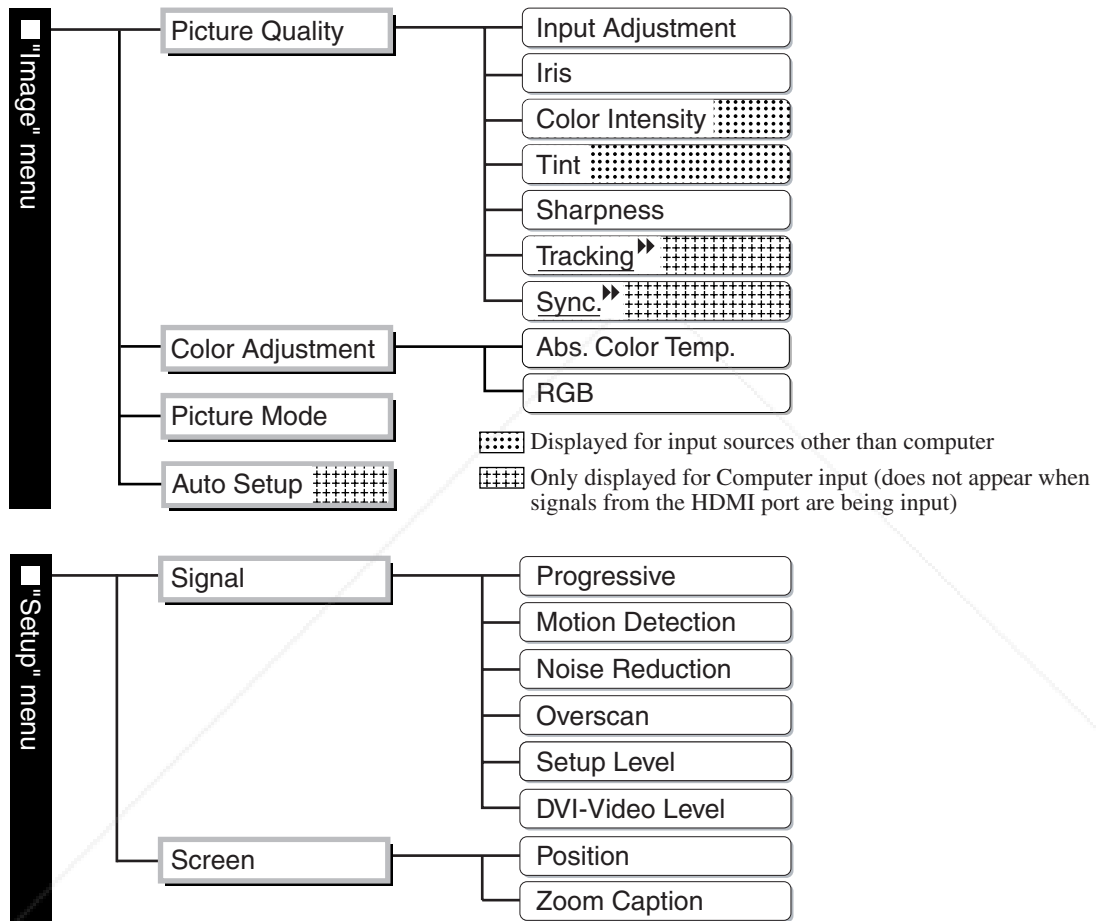 "Image" menu
Picture Quality
Input Adjustment
Iris
Color Intensity
Tint
Sharpness
Tracking
Sync.
Color Adjustment
Abs. Color Temp.
RGB
Picture Mode
Auto Setup
Displayed for input sources other than computer
Only displayed for Computer input (does not appear when
signals from the HDMI port are being input)
"Setup" menu
Signal
Progressive
Motion Detection
Noise Reduction
Overscan
Setup Level
DVI-Video Level
Screen
Position
Zoom Caption